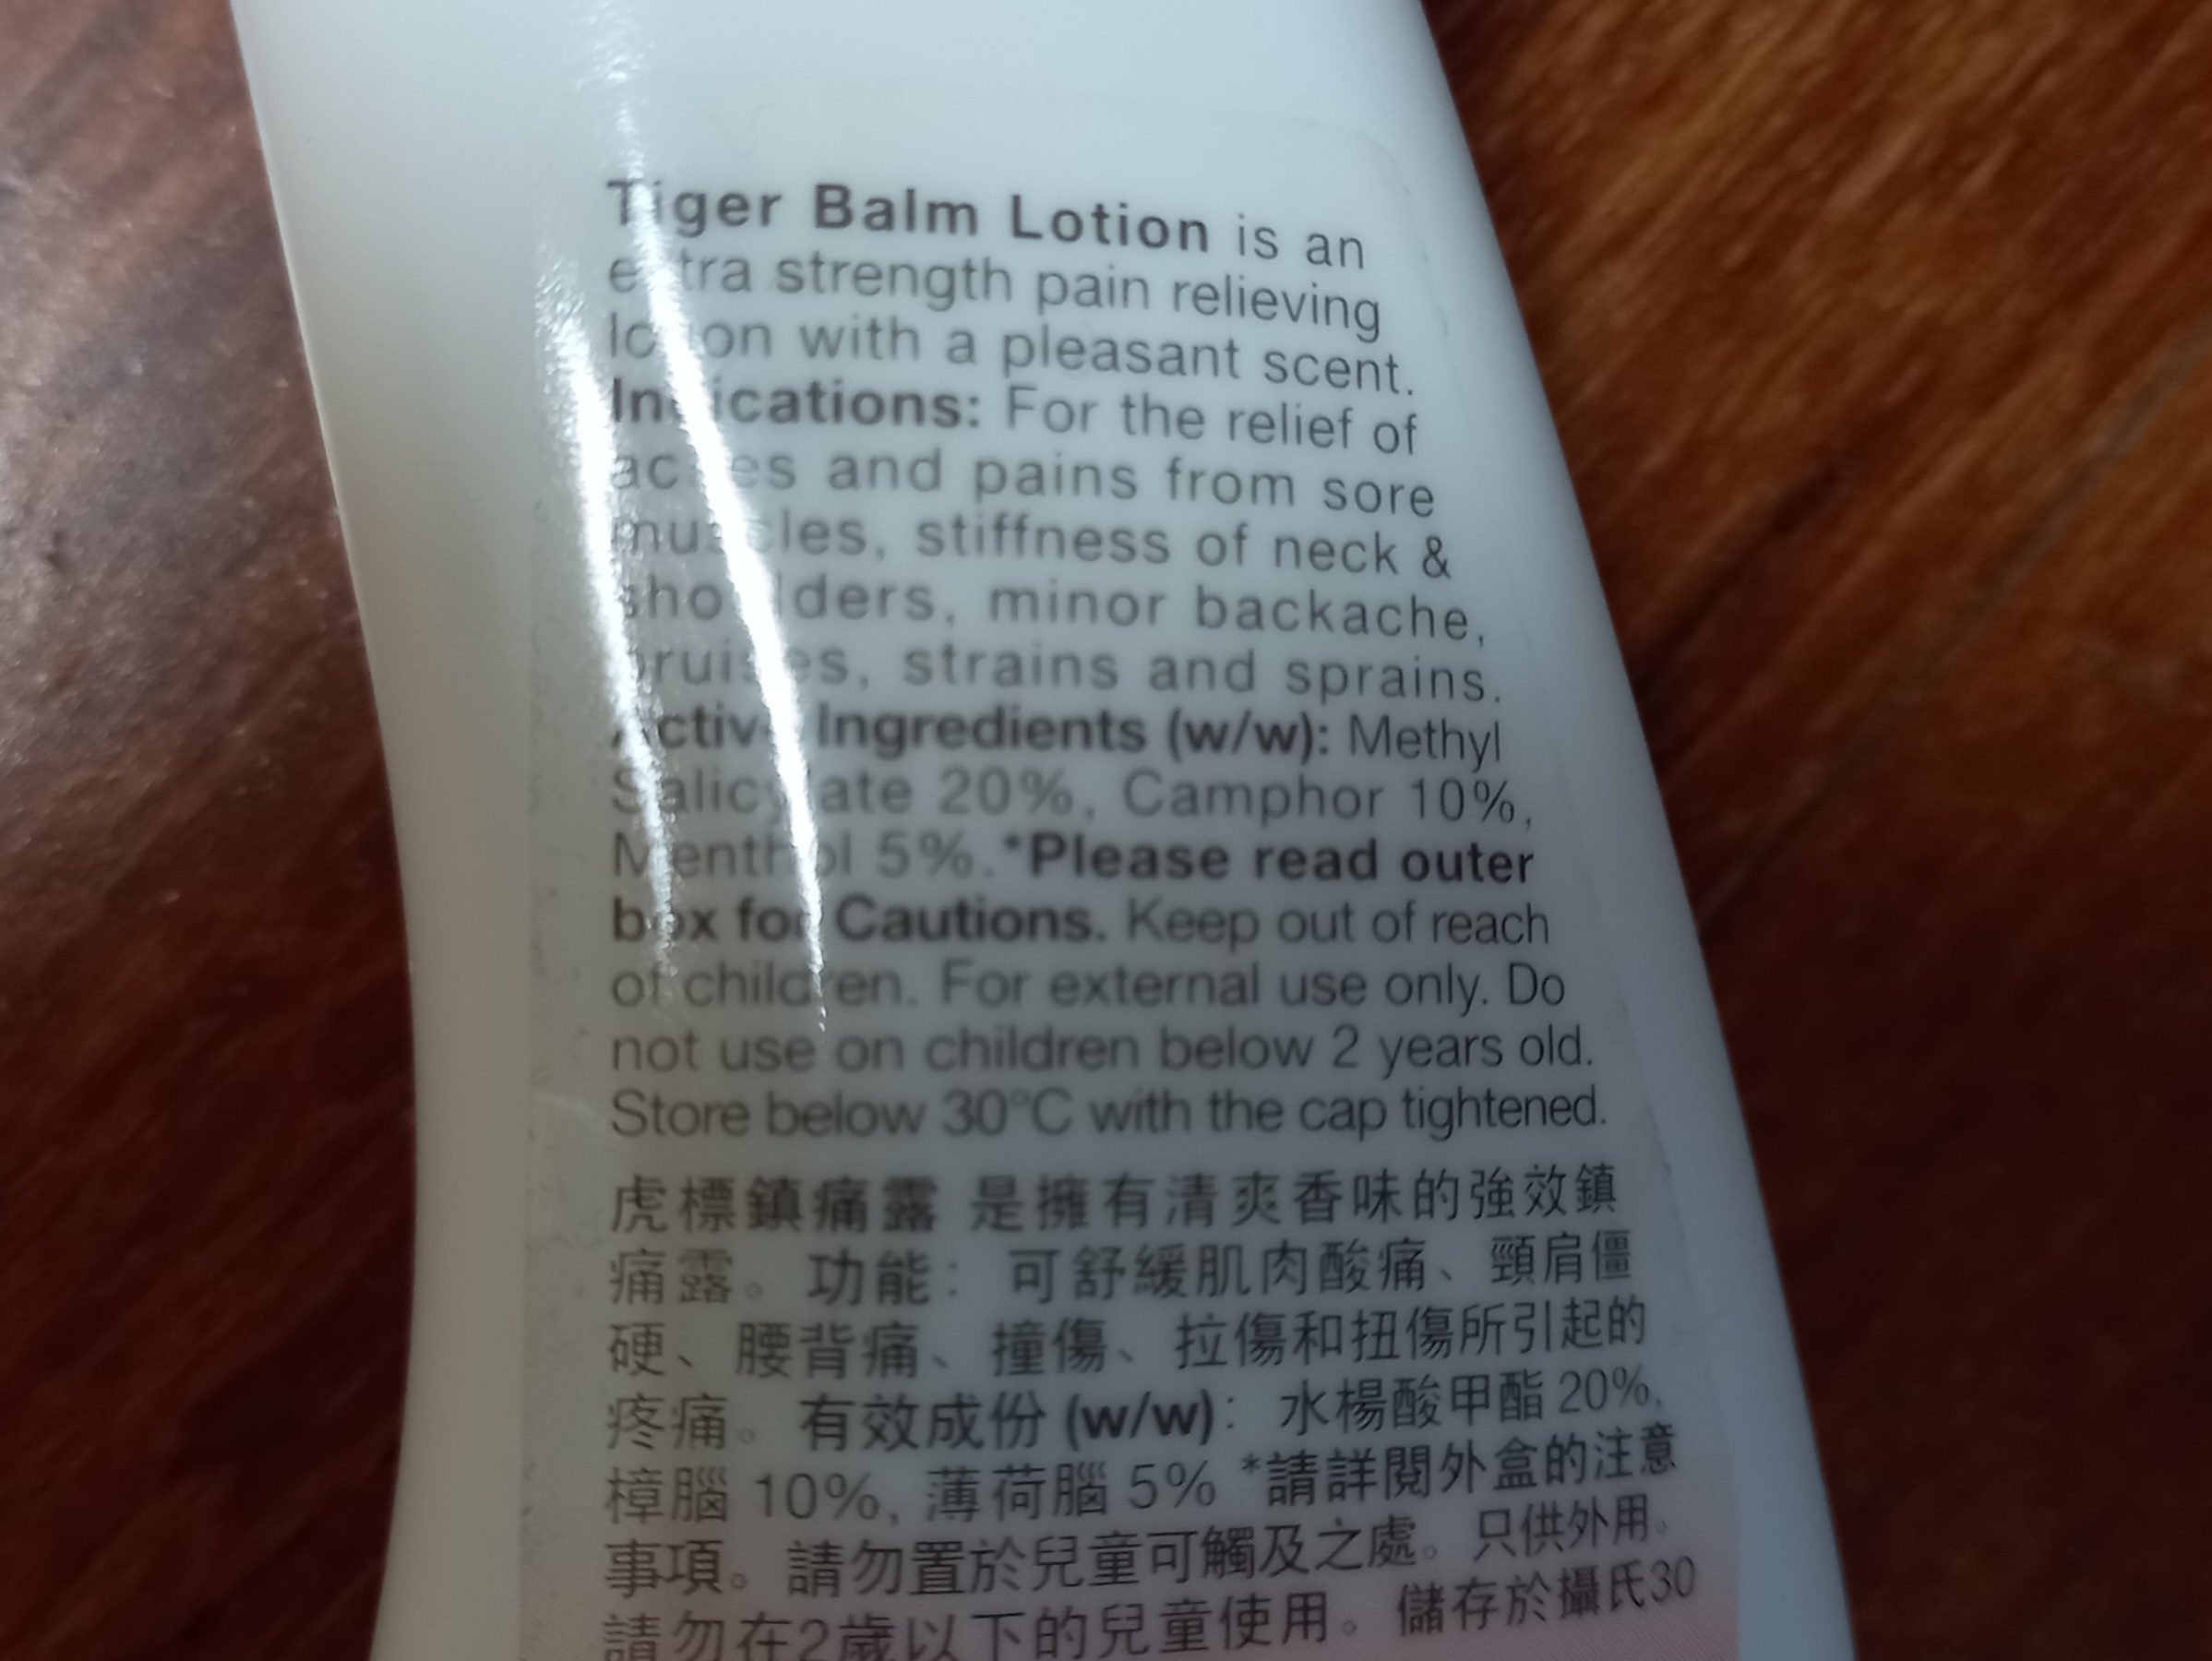 Tiger Balm Lotion is an
extra strength pain relieving
lotion with a pleasant scent.
Indications: For the relief of
aches and pains from sore
muscles, stiffness of neck &
shoulders, minor backache,
bruises, strains and sprains.
Active Ingredients (w/w): Methyl
Salicylate 20%, Camphor 10%,
Menthol 5%. *Please read outer
box for Cautions. Keep out of reach
of children. For external use only. Do
not use on children below 2 years old.
Store below 30°C with the cap tightened.
虎標鎮痛露 是擁有清爽香味的強效鎮
痛露。功能：可舒緩肌肉酸痛、頸肩僵
硬、腰背痛、撞傷、拉傷和扭傷所引起的
疼痛。有效成份 (w/w)：水楊酸甲酯 20%,
樟腦 10%, 薄荷腦 5% *請詳閱外盒的注意
事項。請勿置於兒童可觸及之處。只供外用。
請勿在2歲以下的兒童使用。儲存於攝氏30